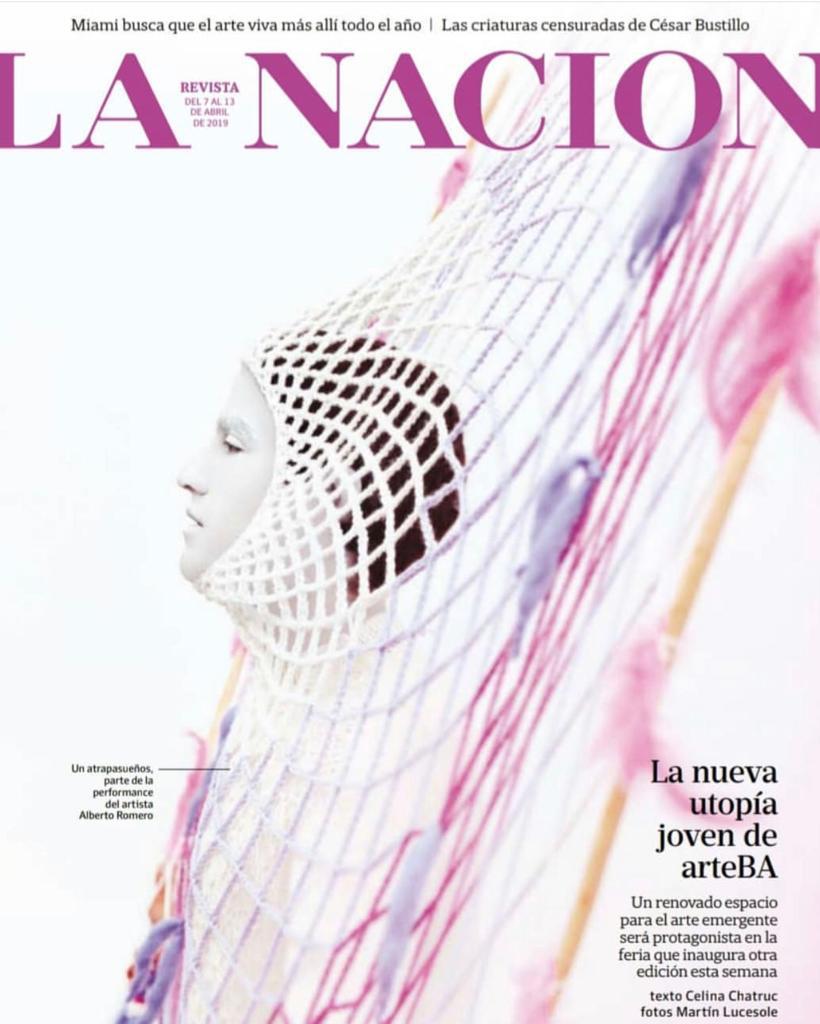 Miami busca que el arte viva más allí todo el año | Las criaturas censuradas de César Bustillo
LA NACION
REVISTA
DEL 7 AL 13
DE ABRIL
DE 2019
Un atrapasueños,
parte de la
performance
del artista
Alberto Romero
La nueva
utopía
joven de
arteBA
Un renovado espacio
para el arte emergente
será protagonista en la
feria que inaugura otra
edición esta semana
texto Celina Chatruc
fotos Martín Lucesole